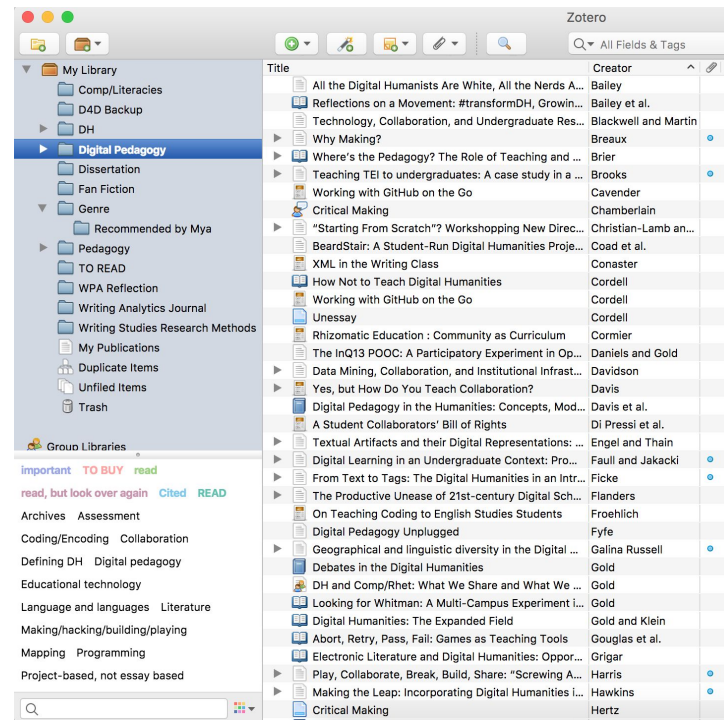 Zotero
All Fields & Tags
My Library
Comp/Literacies
D4D Backup
DH
Digital Pedagogy
Dissertation
Fan Fiction
Genre
Recommended by Mya
Pedagogy
TO READ
WPA Reflection
Writing Analytics Journal
Writing Studies Research Methods
My Publications
Duplicate Items
Unfiled Items
Trash
Group Libraries
important TO BUY read
read, but look over again Cited READ
Archives Assessment
Coding/Encoding Collaboration
Defining DH Digital pedagogy
Educational technology
Language and languages Literature
Making/hacking/building/playing
Mapping Programming
Project-based, not essay based
Title Creator
All the Digital Humanists Are White, All the Nerds A... Bailey
Reflections on a Movement: #transformDH, Growin... Bailey et al.
Technology, Collaboration, and Undergraduate Res... Blackwell and Martin
Why Making? Breaux
Where's the Pedagogy? The Role of Teaching and ... Brier
Teaching TEI to undergraduates: A case study in a ... Brooks
Working with GitHub on the Go Cavender
Critical Making Chamberlain
“Starting From Scratch”? Workshopping New Direc... Christian-Lamb an...
BeardStair: A Student-Run Digital Humanities Proje... Coad et al.
XML in the Writing Class Conaster
How Not to Teach Digital Humanities Cordell
Working with GitHub on the Go Cordell
Unessay Cordell
Rhizomatic Education : Community as Curriculum Cormier
The InQ13 POOC: A Participatory Experiment in Op... Daniels and Gold
Data Mining, Collaboration, and Institutional Infrast... Davidson
Yes, but How Do You Teach Collaboration? Davis
Digital Pedagogy in the Humanities: Concepts, Mod... Davis et al.
A Student Collaborators' Bill of Rights Di Pressi et al.
Textual Artifacts and their Digital Representations: ... Engel and Thain
Digital Learning in an Undergraduate Context: Pro... Faull and Jakacki
From Text to Tags: The Digital Humanities in an Intr... Ficke
The Productive Unease of 21st-century Digital Sch... Flanders
On Teaching Coding to English Studies Students Froehlich
Digital Pedagogy Unplugged Fyfe
Geographical and linguistic diversity in the Digital ... Galina Russell
Debates in the Digital Humanities Gold
DH and Comp/Rhet: What We Share and What We ... Gold
Looking for Whitman: A Multi-Campus Experiment i... Gold
Digital Humanities: The Expanded Field Gold and Klein
Abort, Retry, Pass, Fail: Games as Teaching Tools Gouglas et al.
Electronic Literature and Digital Humanities: Oppor... Grigar
Play, Collaborate, Break, Build, Share: “Screwing A... Harris
Making the Leap: Incorporating Digital Humanities i... Hawkins
Critical Making Hertz